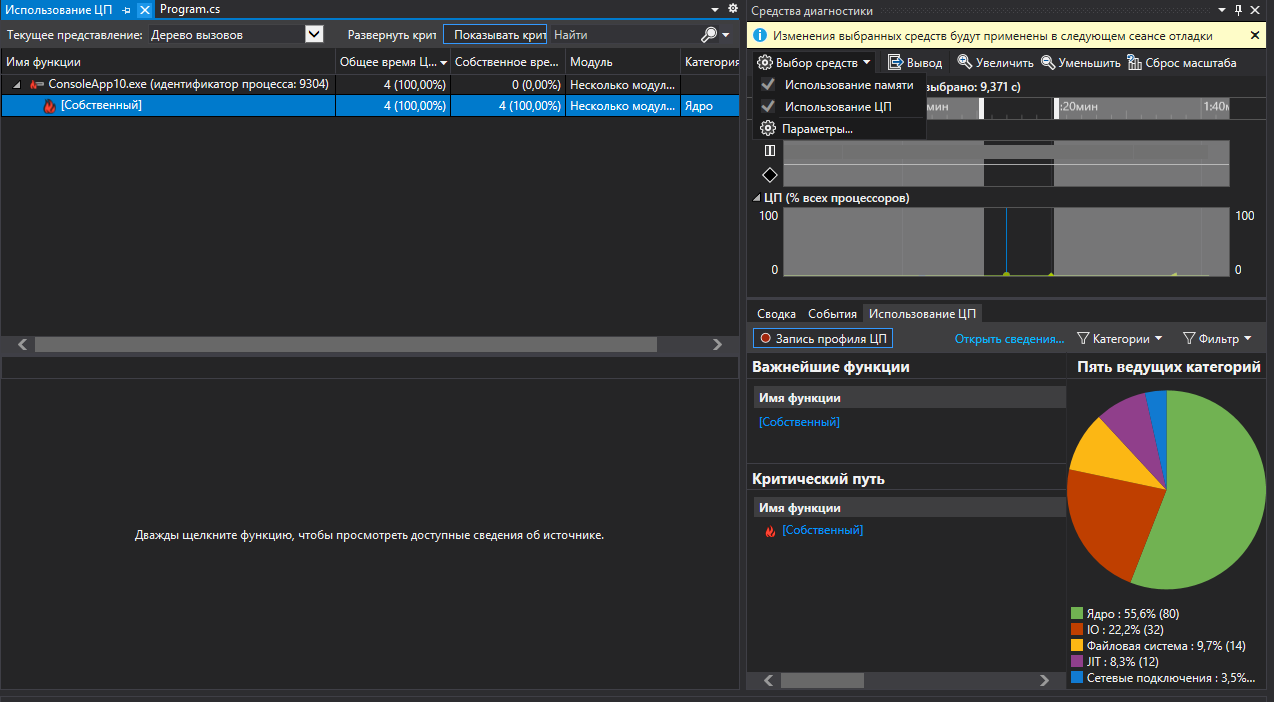 Использование ЦП
Program.cs
Текущее представление: Дерево вызовов
Развернуть крит
Показывать крит
Найти
Имя функции
Общее время Ц...
Собственное вре...
Модуль
Категория
ConsoleApp10.exe (идентификатор процесса: 9304)
4 (100,00%)
0 (0,00%)
Несколько модул...
[Собственный]
4 (100,00%)
4 (100,00%)
Несколько модул...
Ядро
Дважды щелкните функцию, чтобы просмотреть доступные сведения об источнике.
Средства диагностики
Изменения выбранных средств будут применены в следующем сеансе отладки
Выбор средств
Вывод
Увеличить
Уменьшить
Сброс масштаба
Использование памяти
Использование ЦП
Параметры...
выбрано: 9,371 с)
мин
:20мин
1:40м
ЦП (% всех процессоров)
100
100
0
0
Сводка
События
Использование ЦП
Запись профиля ЦП
Открыть сведения...
Категории
Фильтр
Важнейшие функции
Имя функции
[Собственный]
Критический путь
Имя функции
[Собственный]
Пять ведущих категорий
Ядро : 55,6% (80)
IO : 22,2% (32)
Файловая система : 9,7% (14)
JIT : 8,3% (12)
Сетевые подключения : 3,5%...